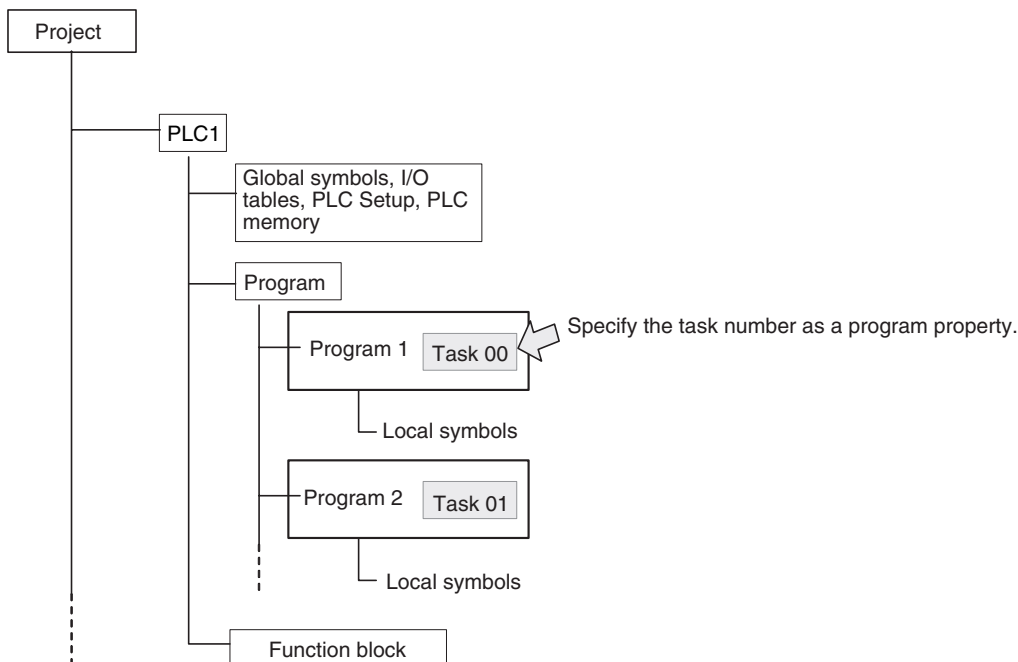 Project
PLC1
Global symbols, I/O
tables, PLC Setup, PLC
memory
Program
Program 1 Task 00
Specify the task number as a program property.
Local symbols
Program 2 Task 01
Local symbols
Function block